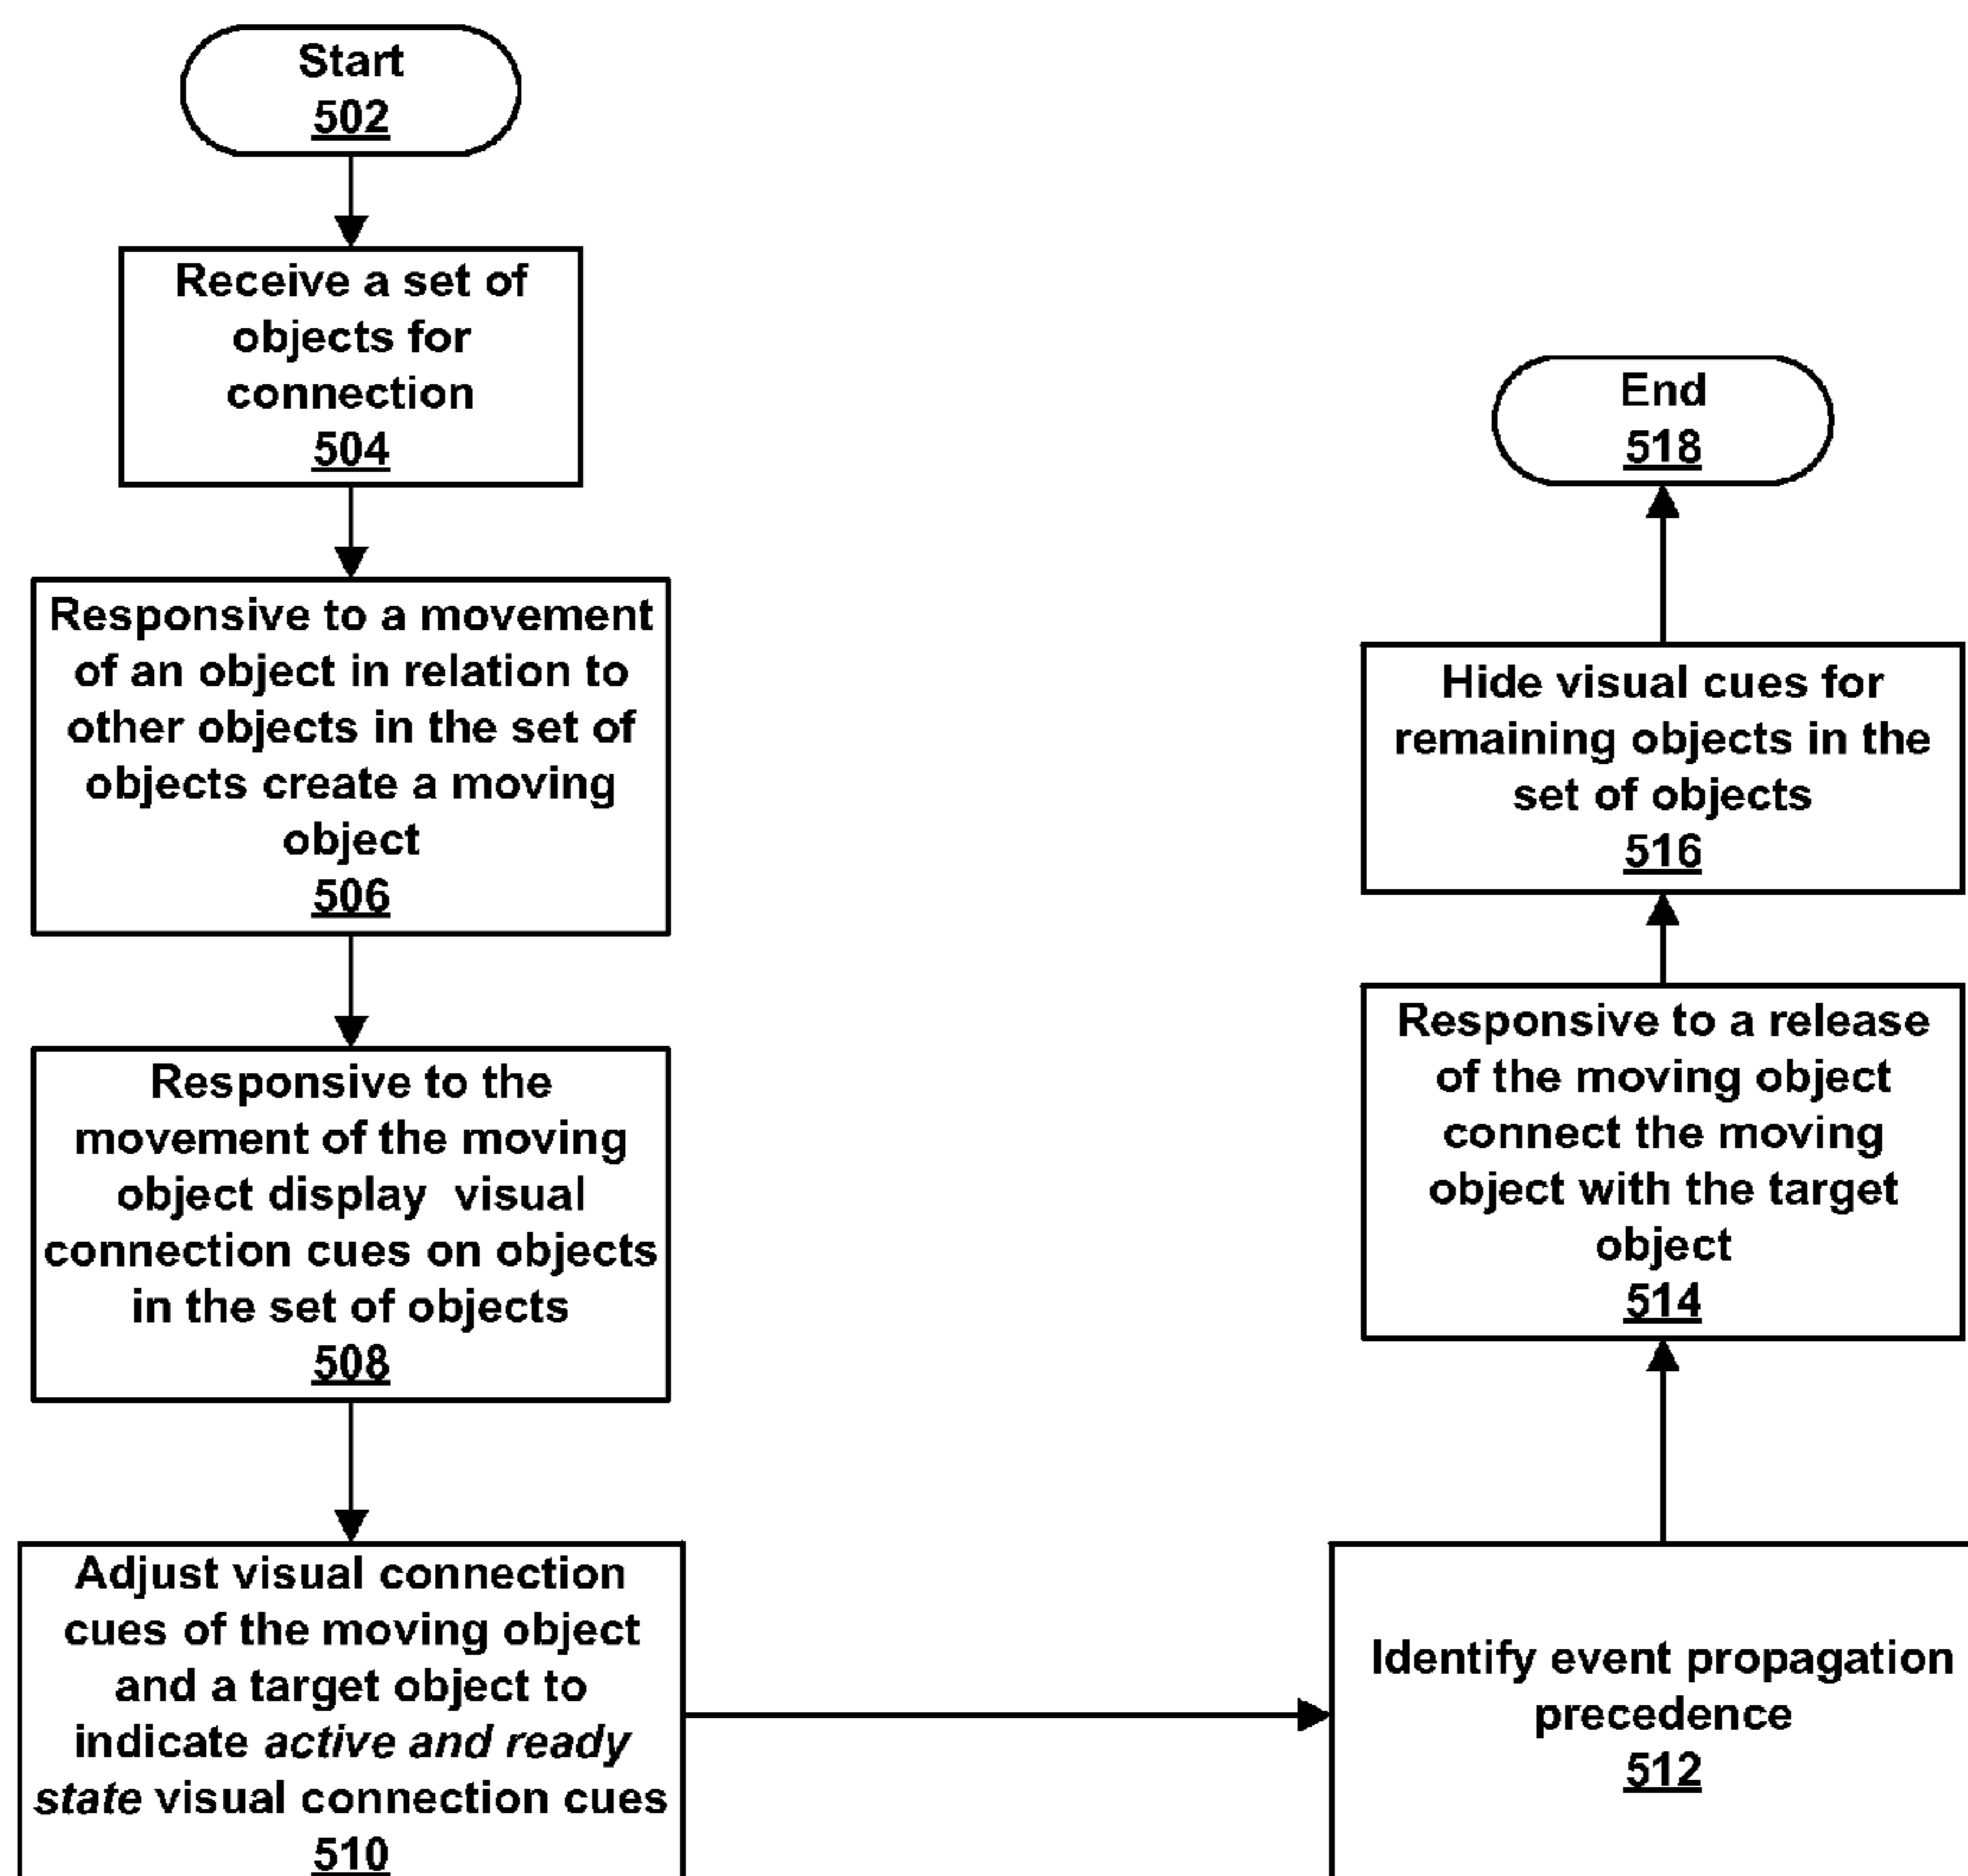 Start
502
Receive a set of
objects for
connection
504
Responsive to a movement
of an object in relation to
other objects in the set of
objects create a moving
object
506
Responsive to the
movement of the moving
object display visual
connection cues on objects
in the set of objects
508
Adjust visual connection
cues of the moving object
and a target object to
indicate active and ready
state visual connection cues
510
Identify event propagation
precedence
512
Responsive to a release
of the moving object
connect the moving
object with the target
object
514
Hide visual cues for
remaining objects in the
set of objects
516
End
518